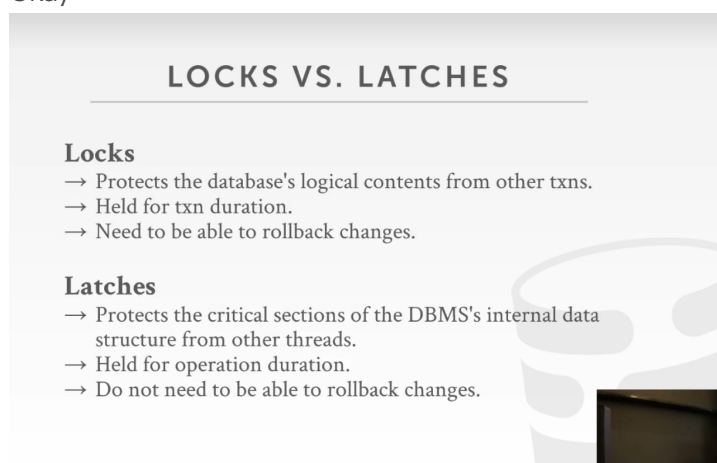 LOCKS VS. LATCHES
Locks
→ Protects the database's logical contents from other txns.
→ Held for txn duration.
→ Need to be able to rollback changes.
Latches
→ Protects the critical sections of the DBMS's internal data
structure from other threads.
→ Held for operation duration.
→ Do not need to be able to rollback changes.